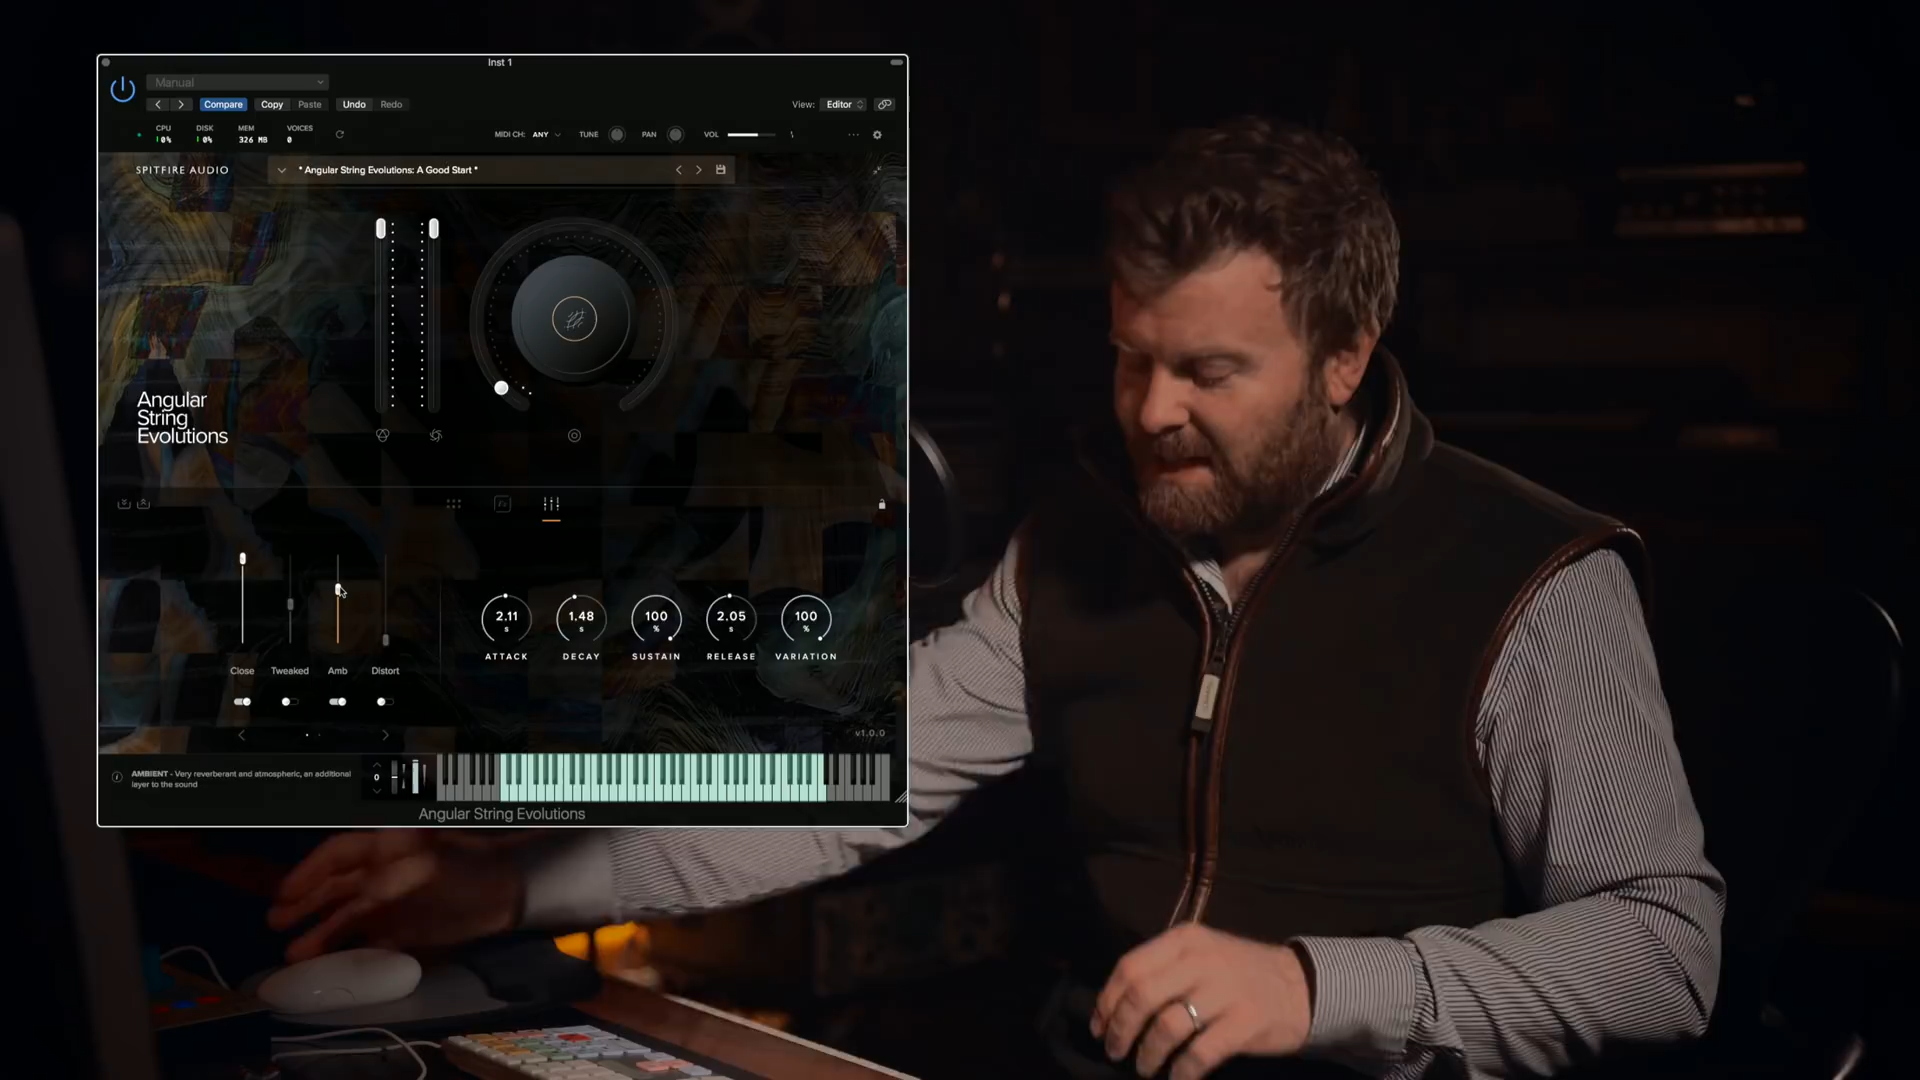 Inst 1
Manual
Compare Copy Paste Undo Redo
View: Editor
CPU DISK MEM VOICES
0% 0% 326 MB 0
MIDI CH: ANY TUNE PAN VOL
SPITFIRE AUDIO
* Angular String Evolutions: A Good Start *
Angular
String
Evolutions
2.11 1.48 100 2.05 100
s s % s %
ATTACK DECAY SUSTAIN RELEASE VARIATION
Close Tweaked Amb Distort
v1.0.0
AMBIENT - Very reverberant and atmospheric, an additional
layer to the sound
0
Angular String Evolutions